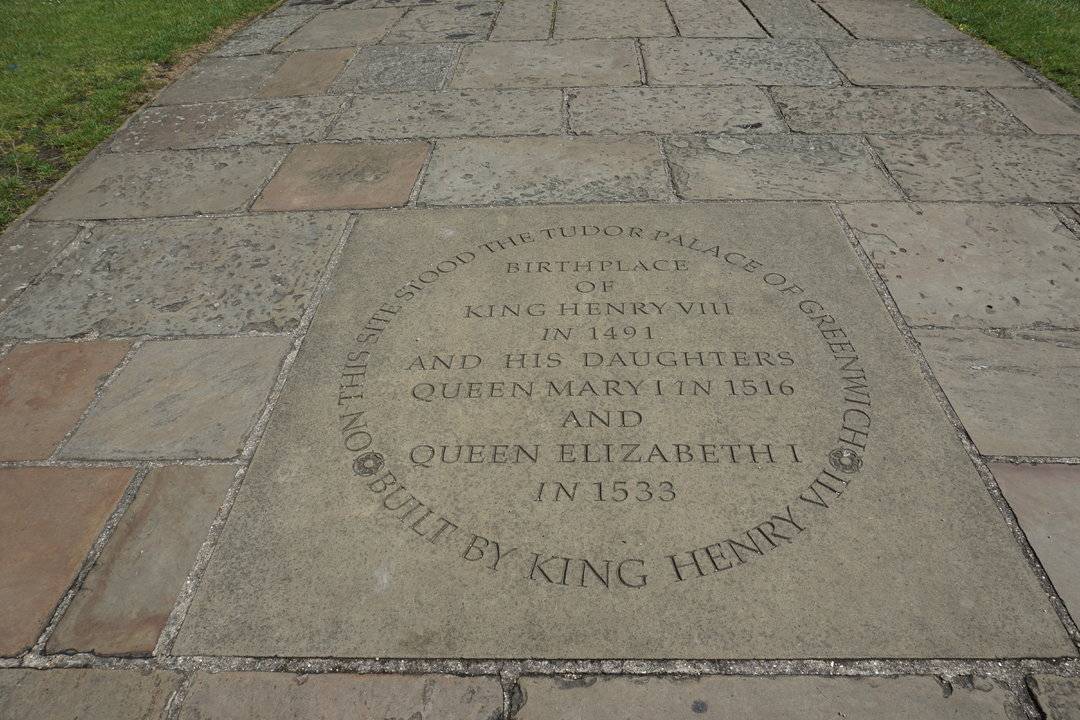 ON THIS SITE STOOD THE TUDOR PALACE OF GREENWICH
BIRTHPLACE
OF
KING HENRY VIII
IN 1491
AND HIS DAUGHTERS
QUEEN MARY I IN 1516
AND
QUEEN ELIZABETH I
IN 1533
BUILT BY KING HENRY VII